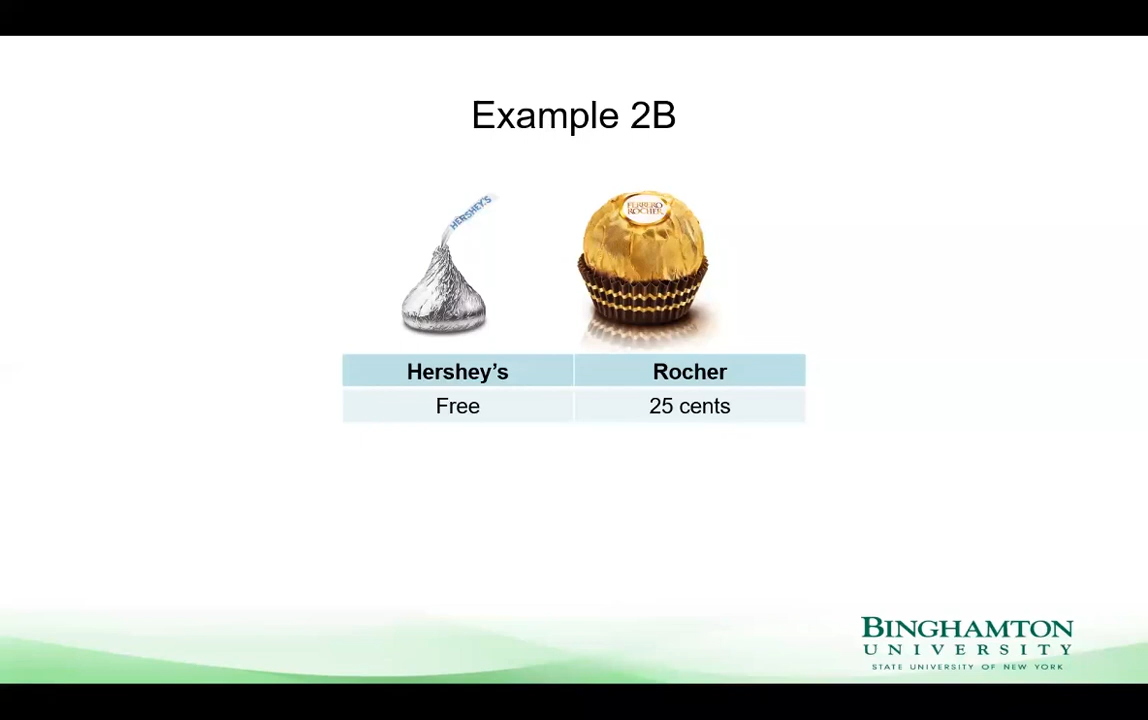 Example 2B
HERSHEY'S
FERRERO
ROCHER
Hershey’s Rocher
Free 25 cents
BINGHAMTON
UNIVERSITY
STATE UNIVERSITY OF NEW YORK